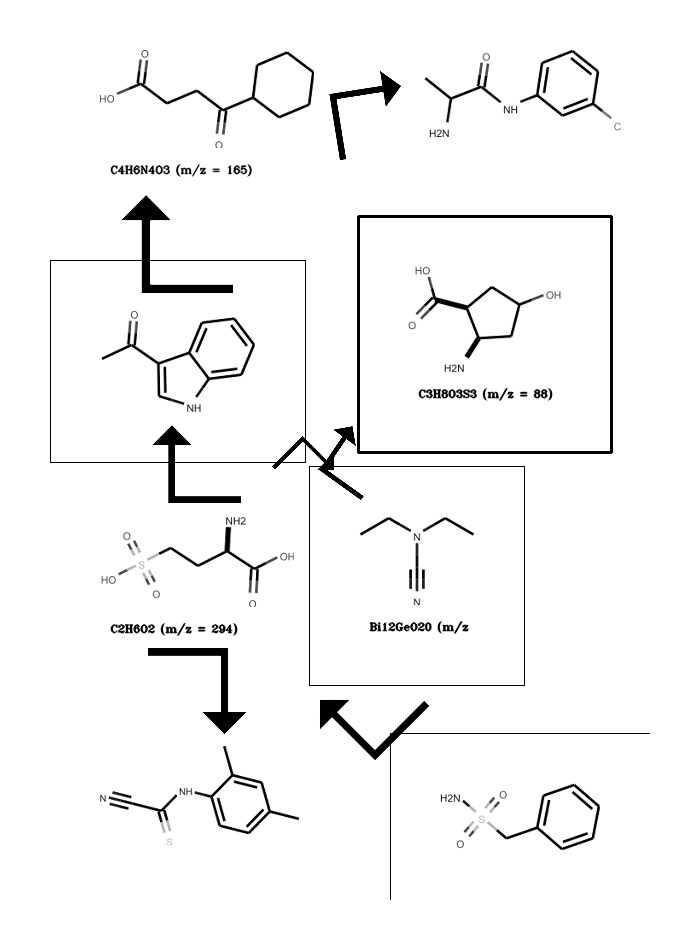 O
HO
O
C4H6N4O3 (m/z = 165)
O
NH
H2N
C
O
NH
HO
O
OH
H2N
C3H8O3S3 (m/z = 88)
NH2
O
S
HO
O
OH
O
C2H6O2 (m/z = 294)
N
N
Bi12GeO20 (m/z
N
NH
S
H2N
O
S
O